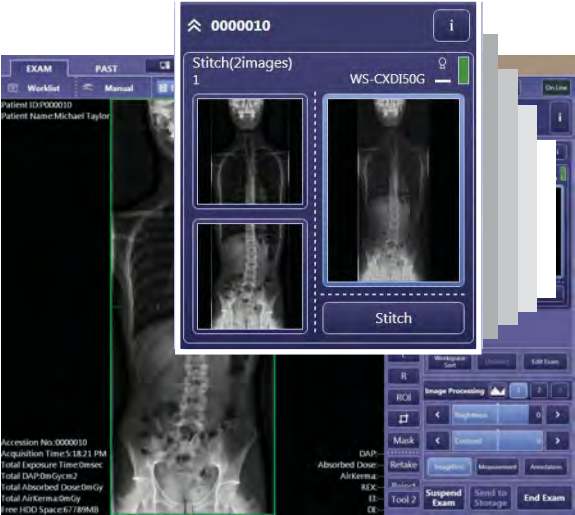 0000010
i
Stitch(2images)
1
WS-CXDI50G
Stitch
EXAM
PAST
Worklist
Manual
On Line
i
Patient ID:P000010
Patient Name:Michael Taylor
Accession No.:0000010
Acquisition Time:5:18:21 PM
Total Exposure Time:0msec
Total DAP:0mGycm2
Total Absorbed Dose:0mGy
Total AirKerma:0mGy
Free HDD Space:67789MB
DAP:--
Absorbed Dose:--
AirKerma:--
REX:--
EI:--
DI:--
R
ROI
Mask
Retake
Reject
Tool 2
Workspace
Sort
Edit Exam
Image Processing
1
2
Brightness
0
Contrast
0
Measurement
Annotation
Suspend
Exam
Send to
Storage
End Exam